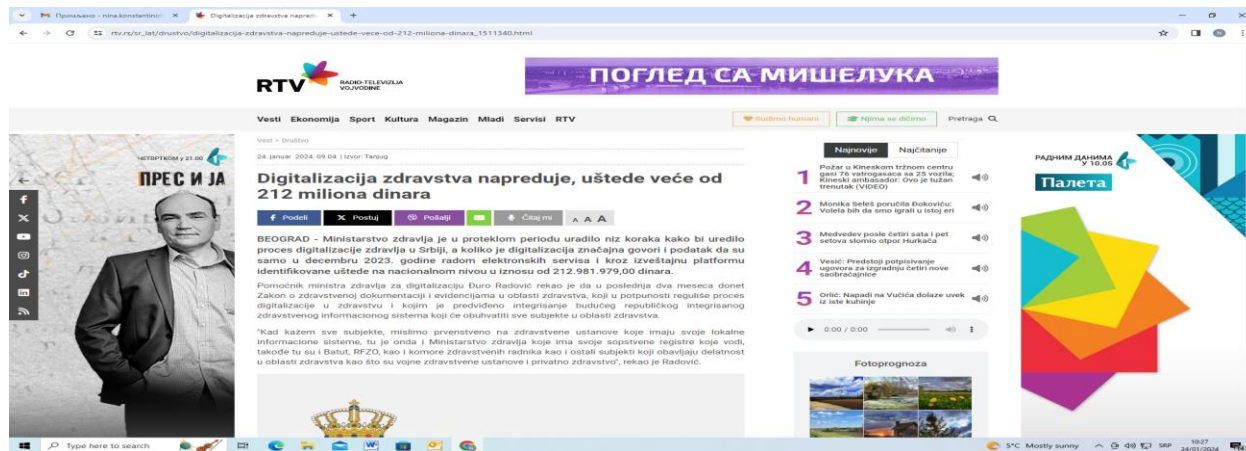 Digitalizacija zdravstva napredu
rtv.rs/sr_lat/drustvo/digitalizacija-zdravstva-napreduje-ustede-vece-od-212-miliona-dinara_1511340.html
RTV
RADIO-TELEVIZIJA
VOJVODINE
ПОГЛЕД СА МИШЕЛУКА
Vesti Ekonomija Sport Kultura Magazin Mladi Servisi RTV
Budimo humani
Njima se dičimo
Pretraga
Vesti > Društvo
24. januar 2024. 09:04 | Izvor: Tanjug
Digitalizacija zdravstva napreduje, uštede veće od
212 miliona dinara
Podeli
Postuj
Pošalji
Čitaj mi
A A A
BEOGRAD - Ministarstvo zdravlja je u proteklom periodu uradilo niz koraka kako bi uredilo
proces digitalizacije zdravlja u Srbiji, a koliko je digitalizacija značajna govori i podatak da su
samo u decembru 2023. godine radom elektronskih servisa i kroz izveštajnu platformu
identifikovane uštede na nacionalnom nivou u iznosu od 212.981.979,00 dinara.
Pomoćnik ministra zdravlja za digitalizaciju Đuro Radović rekao je da u poslednja dva meseca donet
Zakon o zdravstvenoj dokumentaciji i evidencijama u oblasti zdravstva, koji u potpunosti reguliše proces
digitalizacije u zdravstvu i kojim je predviđeno integrisanje budućeg republičkog integrisanog
zdravstvenog informacionog sistema koji će obuhvatiti sve subjekte u oblasti zdravstva.
"Kad kažem sve subjekte, mislimo prvenstveno na zdravstvene ustanove koje imaju svoje lokalne
informacione sisteme, tu je onda i Ministarstvo zdravlja koje ima svoje sopstvene registre koje vodi,
takođe tu su i Batut, RFZO, kao i komore zdravstvenih radnika kao i ostali subjekti koji obavljaju delatnost
u oblasti zdravstva kao što su vojne zdravstvene ustanove i privatno zdravstvo", rekao je Radović.
ЧЕТВРТКОМ у 21.00
ПРЕС И ЈА
Najnovije
Najčitanije
1 Požar u Kineskom tržnom centru
gasi 76 vatrogasaca sa 25 vozila;
Kineski ambasador: Ovo je tužan
trenutak (VIDEO)
2 Monika Seleš poručila Đokoviću:
Volela bih da smo igrali u istoj eri
3 Medvedev posle četiri sata i pet
setova slomio otpor Hurkača
4 Vesić: Predstoji potpisivanje
ugovora za izgradnju četiri nove
saobraćajnice
5 Orlić: Napadi na Vučića dolaze uvek
iz iste kuhinje
0:00 / 0:00
Fotoprognoza
РАДНИМ ДАНИМА
У 10.05
Палета
Type here to search
5°C Mostly sunny
SRP
10:27
24/01/2024